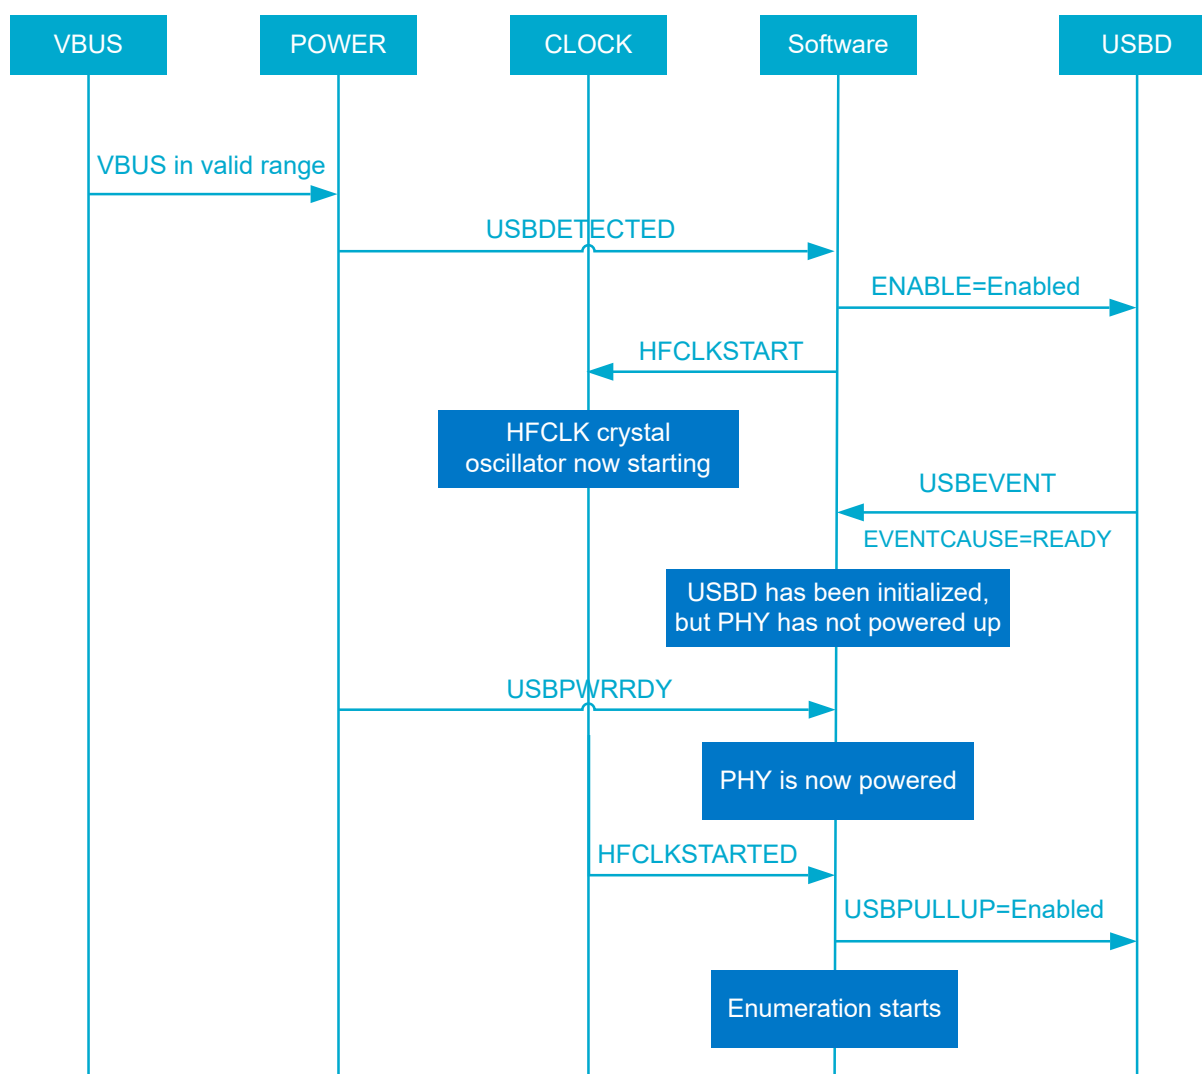 VBUS
POWER
CLOCK
Software
USBD
VBUS in valid range
USBDETECTED
ENABLE=Enabled
HFCLKSTART
HFCLK crystal
oscillator now starting
USBEVENT
EVENTCAUSE=READY
USBD has been initialized,
but PHY has not powered up
USBPWRRDY
PHY is now powered
HFCLKSTARTED
USBPULLUP=Enabled
Enumeration starts